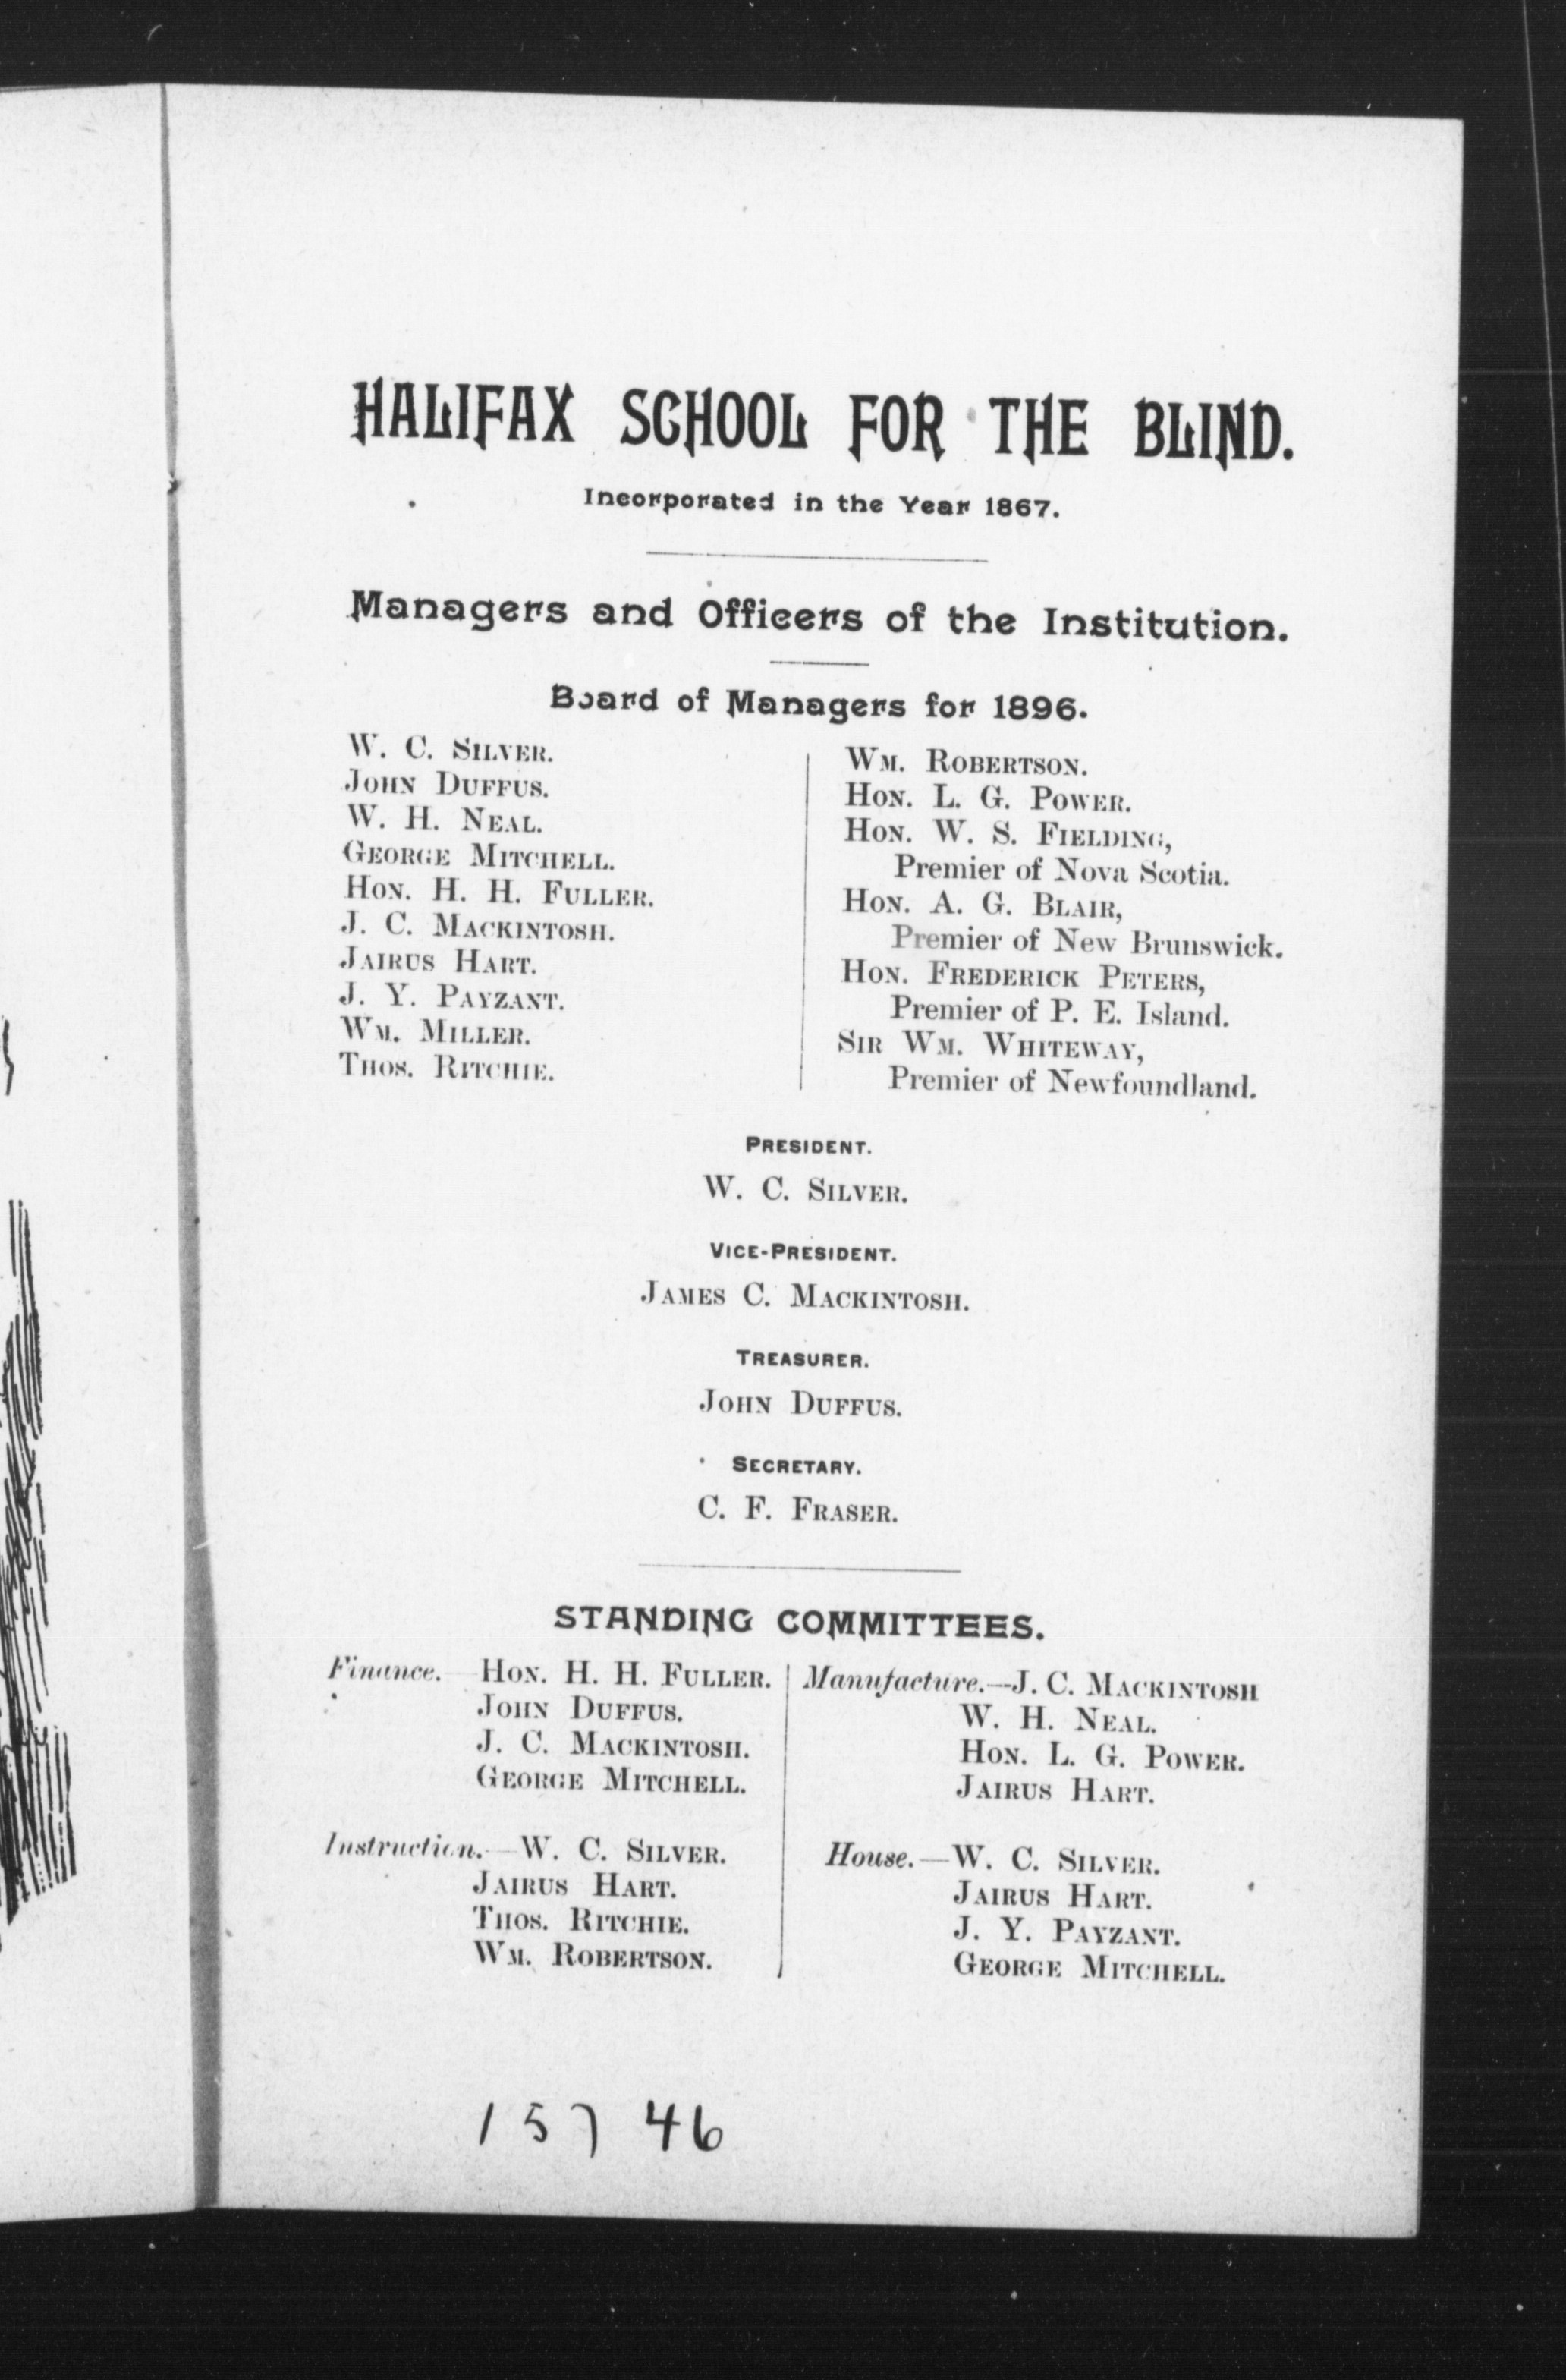 HALIFAX SCHOOL FOR THE BLIND.
Incorporated in the Year 1867.
Managers and Officers of the Institution.
Board of Managers for 1896.
W. C. SILVER.
JOHN DUFFUS.
W. H. NEAL.
GEORGE MITCHELL.
HON. H. H. FULLER.
J. C. MACKINTOSH.
JAIRUS HART.
J. Y. PAYZANT.
WM. MILLER.
THOS. RITCHIE.
WM. ROBERTSON.
HON. L. G. POWER.
HON. W. S. FIELDING,
Premier of Nova Scotia.
HON. A. G. BLAIR,
Premier of New Brunswick.
HON. FREDERICK PETERS,
Premier of P. E. Island.
SIR WM. WHITEWAY,
Premier of Newfoundland.
PRESIDENT.
W. C. SILVER.
VICE-PRESIDENT.
JAMES C. MACKINTOSH.
TREASURER.
JOHN DUFFUS.
SECRETARY.
C. F. FRASER.
STANDING COMMITTEES.
Finance.—HON. H. H. FULLER.
JOHN DUFFUS.
J. C. MACKINTOSH.
GEORGE MITCHELL.
Instruction.—W. C. SILVER.
JAIRUS HART.
THOS. RITCHIE.
WM. ROBERTSON.
Manufacture.—J. C. MACKINTOSH
W. H. NEAL.
HON. L. G. POWER.
JAIRUS HART.
House.—W. C. SILVER.
JAIRUS HART.
J. Y. PAYZANT.
GEORGE MITCHELL.
157 46